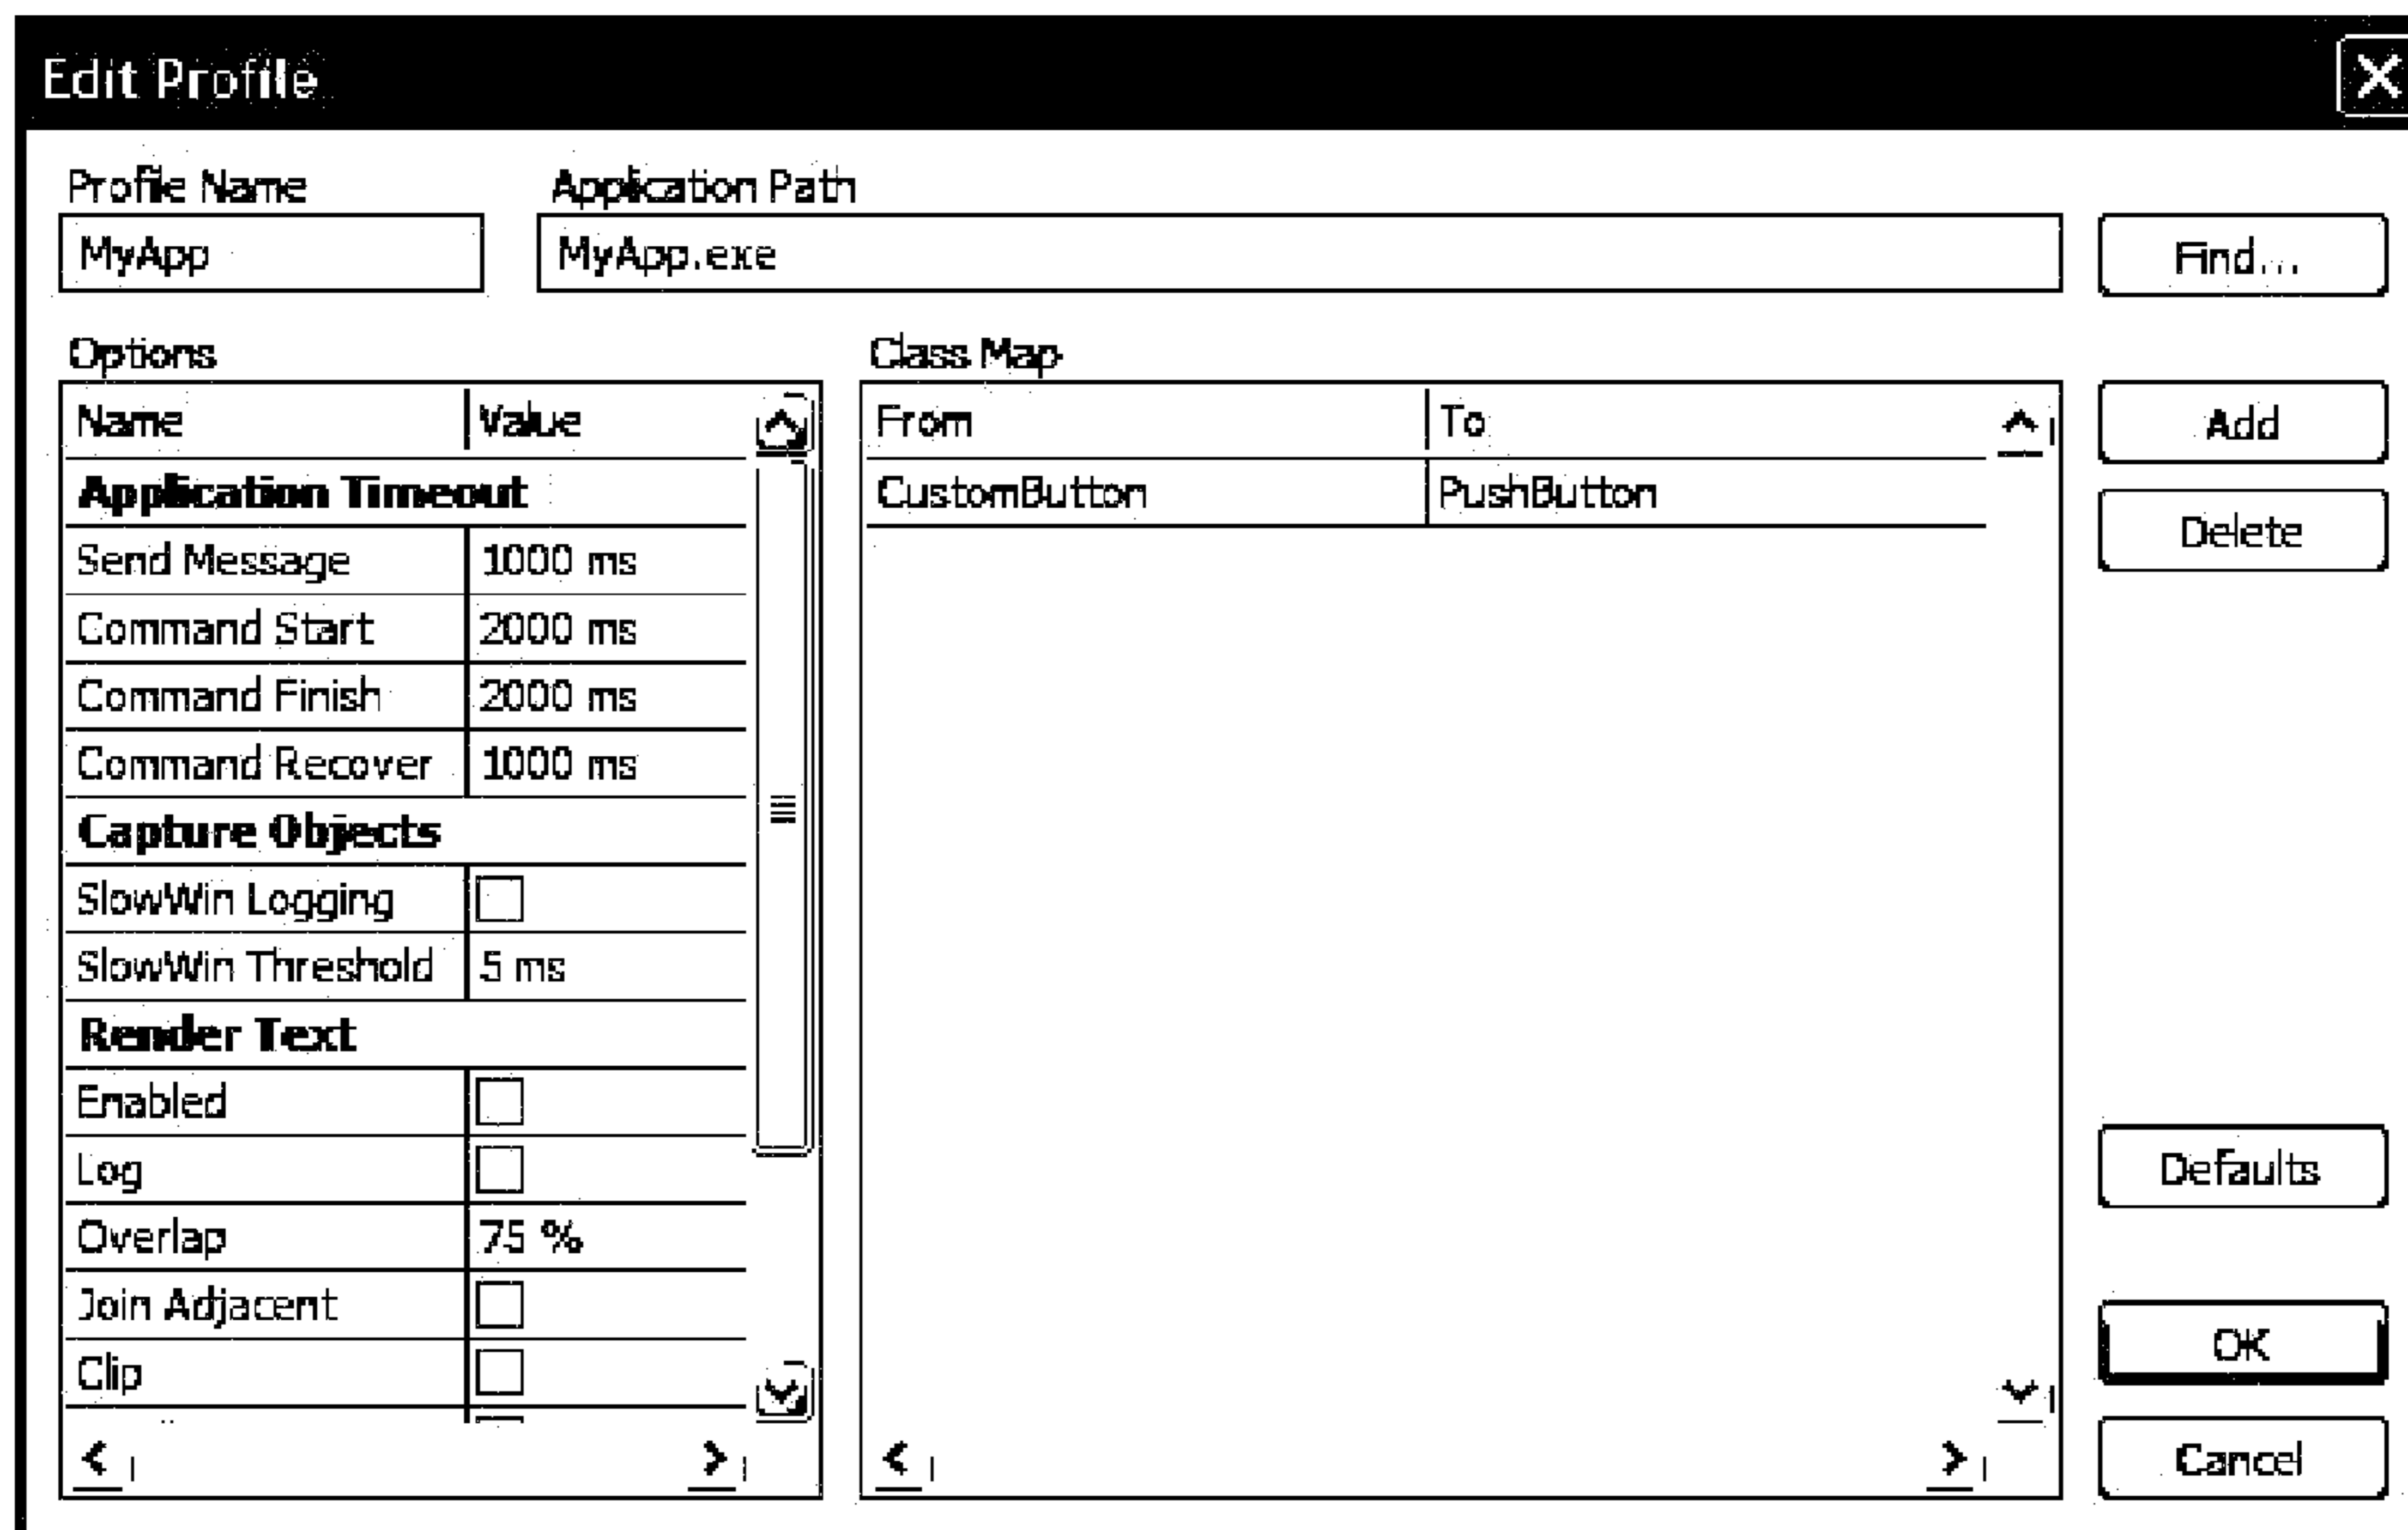 Edit Profile
Profile Name Application Path
MyApp MyApp.exe Find...
Options Class Map
Name Value From To Add
Application Timeout CustomButton PushButton
Delete
Send Message 1000 ms
Command Start 2000 ms
Command Finish 2000 ms
Command Recover 1000 ms
Capture Objects
SlowWin Logging
SlowWin Threshold 5 ms
Render Text
Enabled
Log Defaults
Overlap 75 %
Join Adjacent
OK
Clip
Cancel